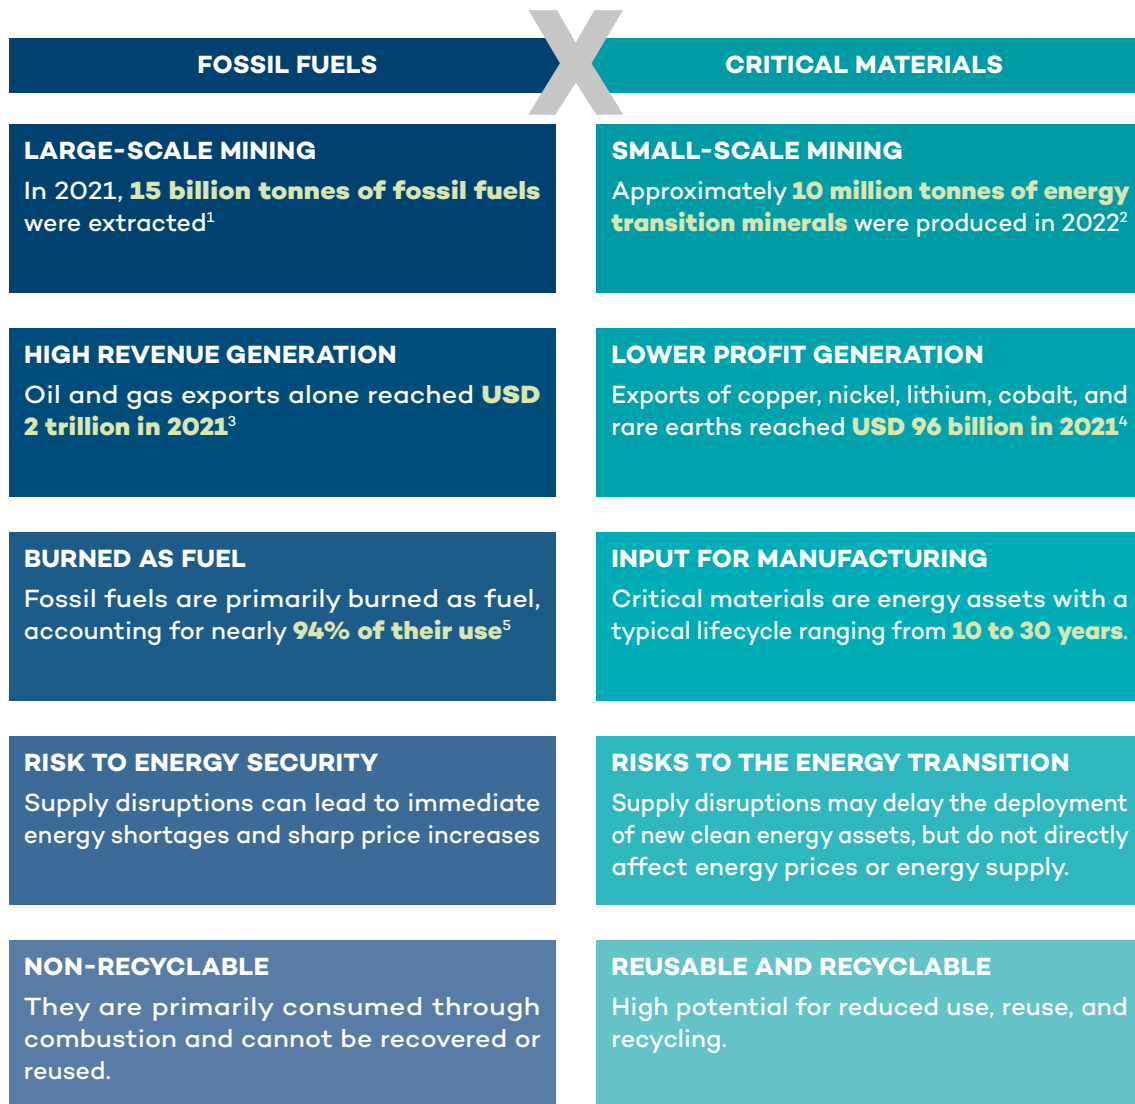 FOSSIL FUELS
X
CRITICAL MATERIALS
LARGE-SCALE MINING
In 2021, 15 billion tonnes of fossil fuels
were extracted¹
SMALL-SCALE MINING
Approximately 10 million tonnes of energy
transition minerals were produced in 2022²
HIGH REVENUE GENERATION
Oil and gas exports alone reached USD
2 trillion in 2021³
LOWER PROFIT GENERATION
Exports of copper, nickel, lithium, cobalt, and
rare earths reached USD 96 billion in 2021⁴
BURNED AS FUEL
Fossil fuels are primarily burned as fuel,
accounting for nearly 94% of their use⁵
INPUT FOR MANUFACTURING
Critical materials are energy assets with a
typical lifecycle ranging from 10 to 30 years.
RISK TO ENERGY SECURITY
Supply disruptions can lead to immediate
energy shortages and sharp price increases
RISKS TO THE ENERGY TRANSITION
Supply disruptions may delay the deployment
of new clean energy assets, but do not directly
affect energy prices or energy supply.
NON-RECYCLABLE
They are primarily consumed through
combustion and cannot be recovered or
reused.
REUSABLE AND RECYCLABLE
High potential for reduced use, reuse, and
recycling.